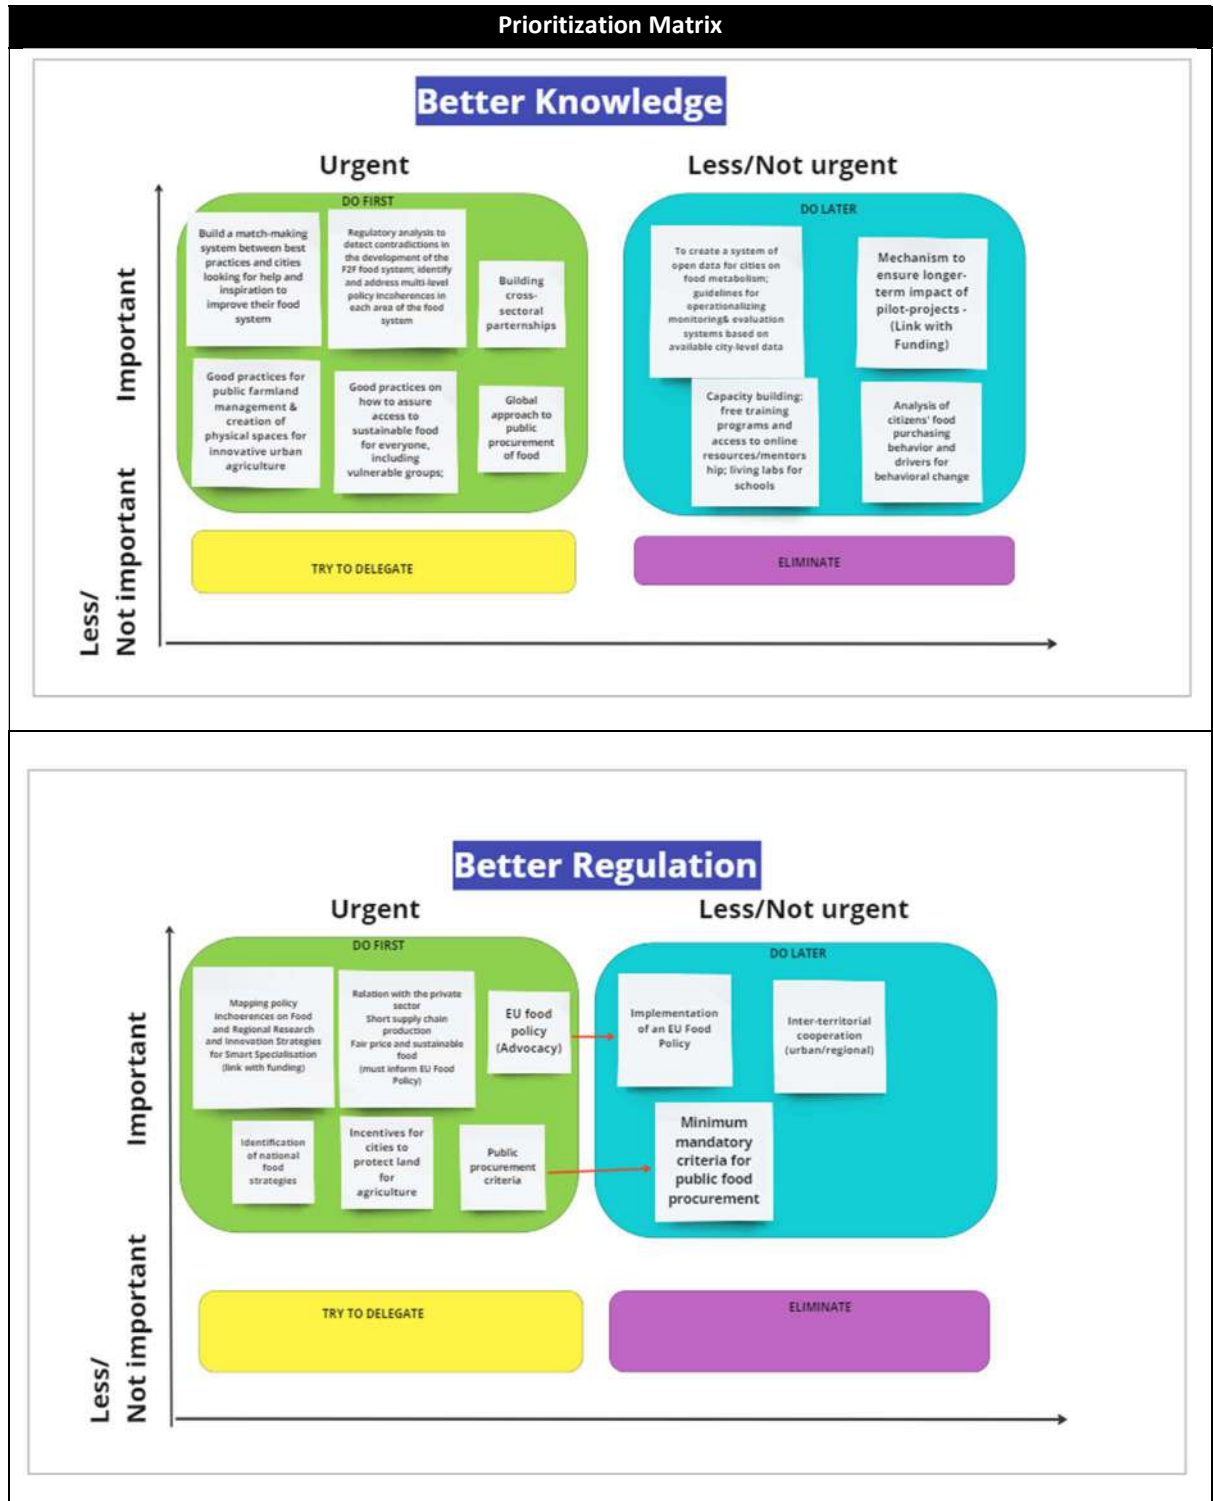 Prioritization Matrix
Better Knowledge
Urgent
Less/Not urgent
Important
Less/
Not important
DO FIRST
Build a match-making
system between best
practices and cities
looking for help and
inspiration to
improve their food
system
Regulatory analysis to
detect contradictions in
the development of the
F2F food system; identify
and address multi-level
policy incoherences in
each area of the food
system
Building
cross-
sectoral
parternships
Good practices for
public farmland
management &
creation of
physical spaces for
innovative urban
agriculture
Good practices on
how to assure
access to
sustainable food
for everyone,
including
vulnerable groups;
Global
approach to
public
procurement
of food
DO LATER
To create a system of
open data for cities on
food metabolism;
guidelines for
operationalizing
monitoring& evaluation
systems based on
available city-level data
Mechanism to
ensure longer-
term impact of
pilot-projects -
(Link with
Funding)
Capacity building:
free training
programs and
access to online
resources/mentors
hip; living labs for
schools
Analysis of
citizens' food
purchasing
behavior and
drivers for
behavioral change
TRY TO DELEGATE
ELIMINATE
Better Regulation
Urgent
Less/Not urgent
Important
Less/
Not important
DO FIRST
Mapping policy
inchoerences on Food
and Regional Research
and Innovation Strategies
for Smart Specialisation
(link with funding)
Relation with the private
sector
Short supply chain
production
Fair price and sustainable
food
(must inform EU Food
Policy)
EU food
policy
(Advocacy)
Identification
of national
food
strategies
Incentives for
cities to
protect land
for
agriculture
Public
procurement
criteria
DO LATER
Implementation
of an EU Food
Policy
Inter-territorial
cooperation
(urban/regional)
Minimum
mandatory
criteria for
public food
procurement
TRY TO DELEGATE
ELIMINATE